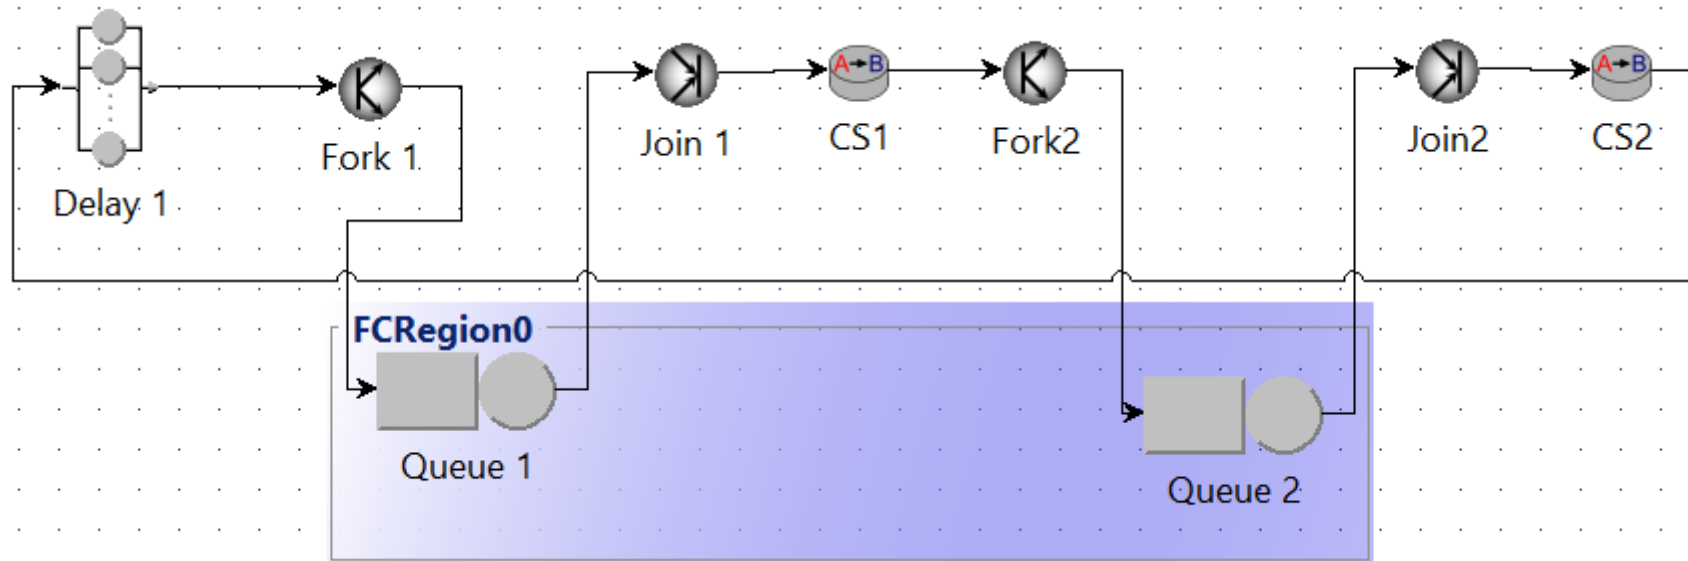 A→B
A→B
Delay 1
Fork 1
Join 1
CS1
Fork2
Join2
CS2
FCRegion0
Queue 1
Queue 2